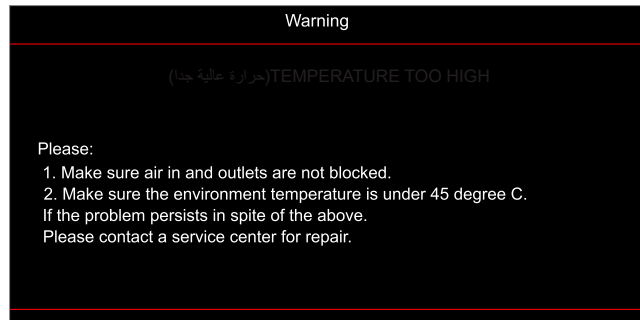 Warning
(حرارة عالية جدا)TEMPERATURE TOO HIGH
Please:
1. Make sure air in and outlets are not blocked.
2. Make sure the environment temperature is under 45 degree C.
If the problem persists in spite of the above.
Please contact a service center for repair.